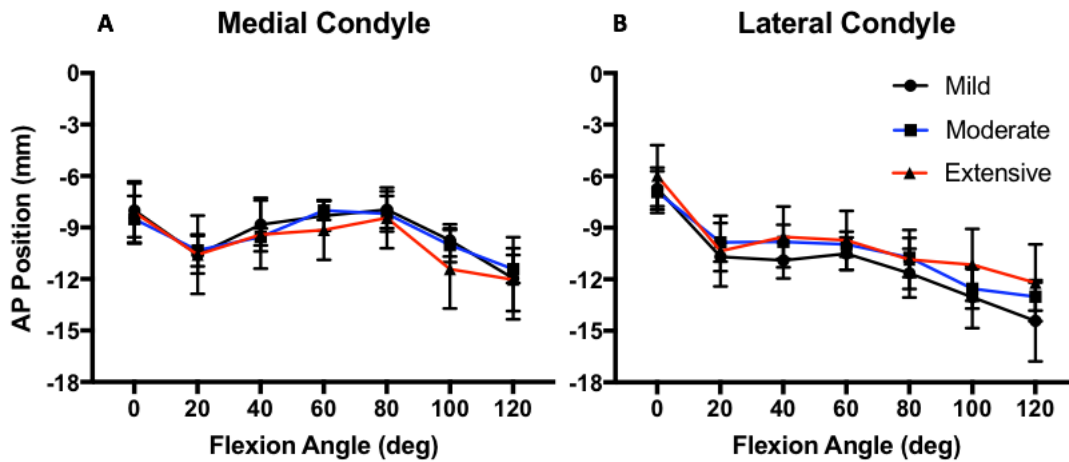 A Medial Condyle
0
-3
-6
-9
-12
-15
-18
AP Position (mm)
0 20 40 60 80 100 120
Flexion Angle (deg)
B Lateral Condyle
0
-3
-6
-9
-12
-15
-18
Mild
Moderate
Extensive
0 20 40 60 80 100 120
Flexion Angle (deg)